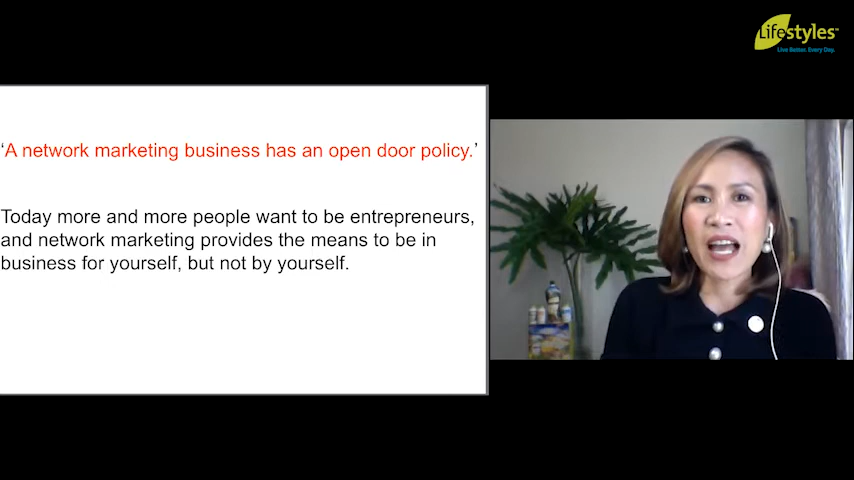 Lifestyles™
Live Better. Every Day.
‘A network marketing business has an open door policy.’
Today more and more people want to be entrepreneurs,
and network marketing provides the means to be in
business for yourself, but not by yourself.